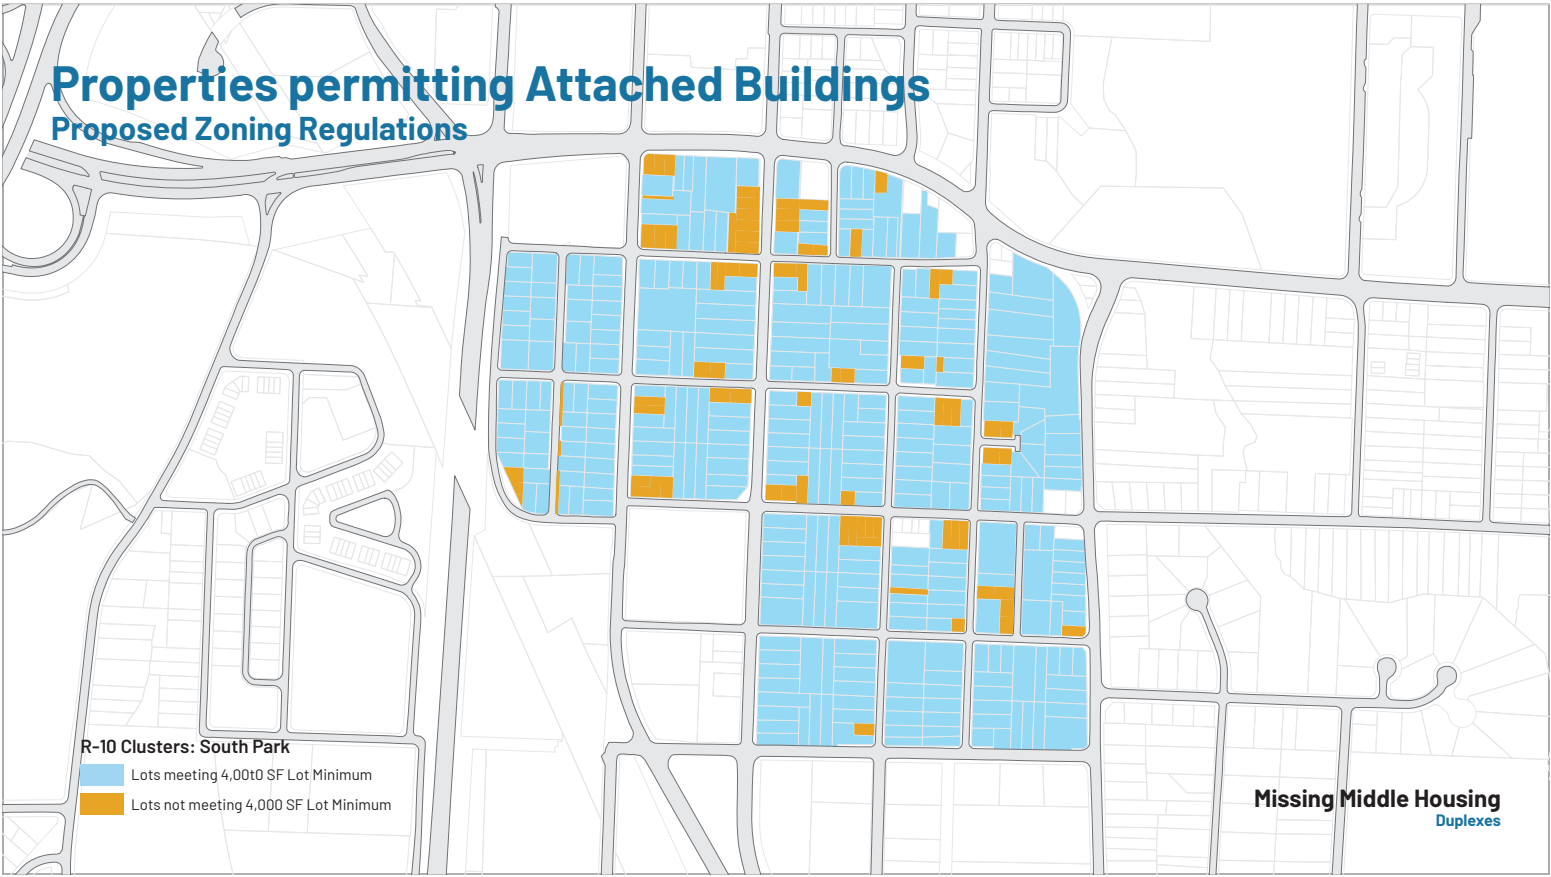 Properties permitting Attached Buildings
Proposed Zoning Regulations
R-10 Clusters: South Park
Lots meeting 4,00t0 SF Lot Minimum
Lots not meeting 4,000 SF Lot Minimum
Missing Middle Housing
Duplexes